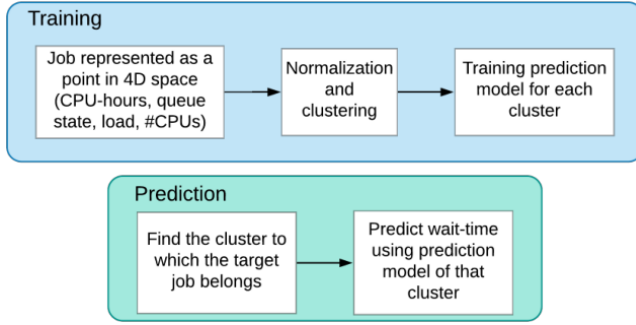 Training
Job represented as a
point in 4D space
(CPU-hours, queue
state, load, #CPUs)
Normalization
and
clustering
Training prediction
model for each
cluster
Prediction
Find the cluster to
which the target
job belongs
Predict wait-time
using prediction
model of that
cluster